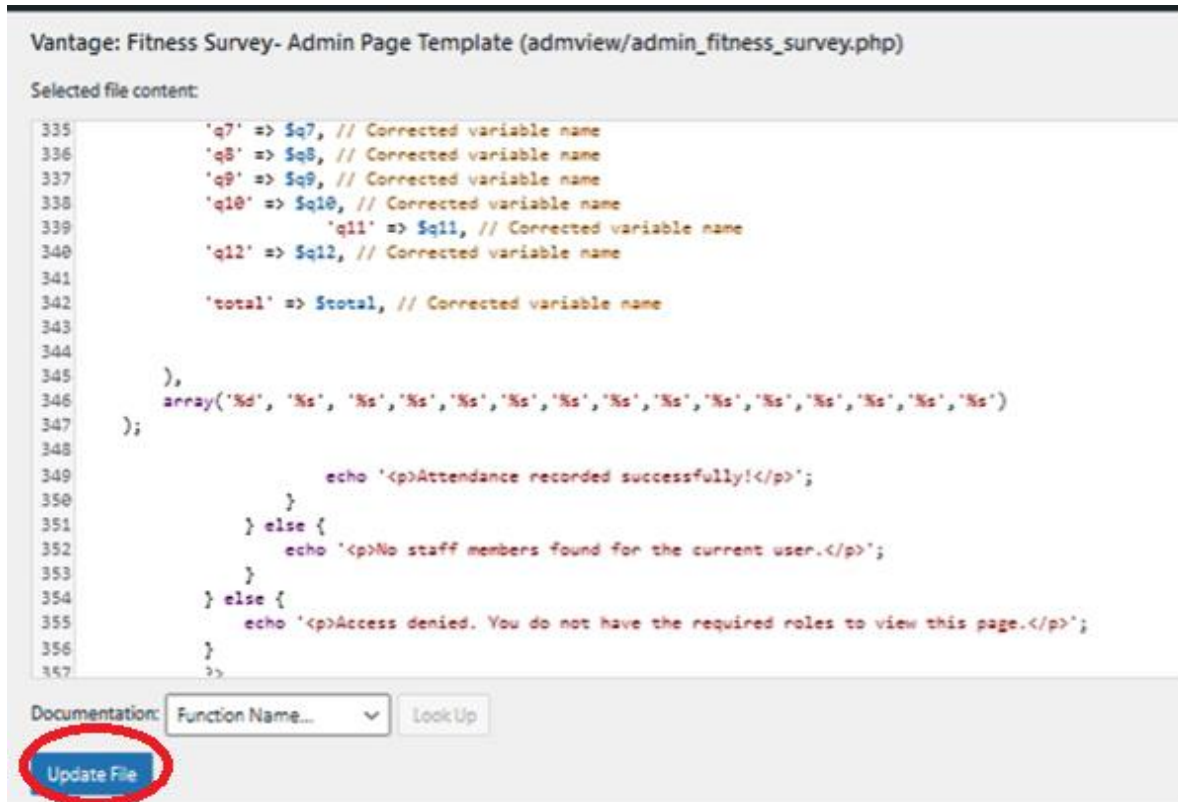 Vantage: Fitness Survey- Admin Page Template (admview/admin_fitness_survey.php)
Selected file content:
335 'q7' => $q7, // Corrected variable name
336 'q8' => $q8, // Corrected variable name
337 'q9' => $q9, // Corrected variable name
338 'q10' => $q10, // Corrected variable name
339 'q11' => $q11, // Corrected variable name
340 'q12' => $q12, // Corrected variable name
341
342 'total' => $total, // Corrected variable name
343
344
345 ),
346 array('%d', '%s', '%s','%s','%s','%s','%s','%s','%s','%s','%s','%s','%s','%s','%s')
347 );
348
349 echo '<p>Attendance recorded successfully!</p>';
350 }
351 } else {
352 echo '<p>No staff members found for the current user.</p>';
353 }
354 } else {
355 echo '<p>Access denied. You do not have the required roles to view this page.</p>';
356 }
357 ?>
Documentation: Function Name... Look Up
Update File